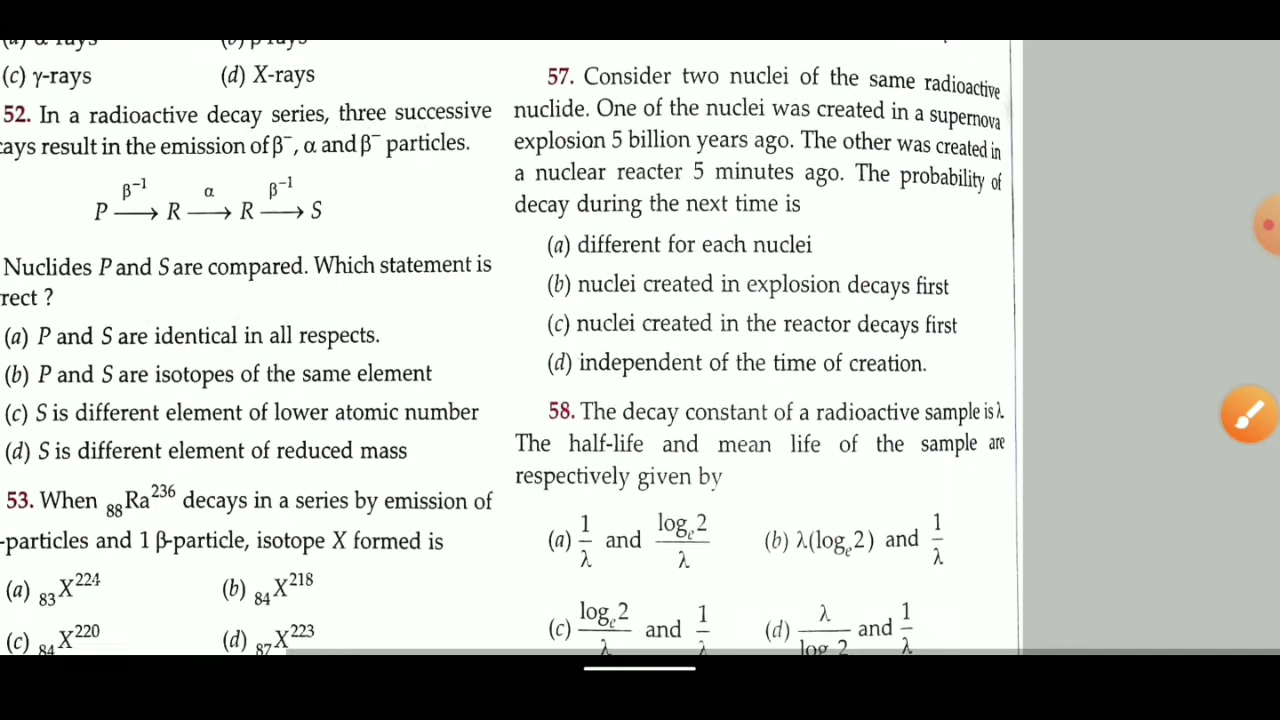 (c) γ-rays (d) X-rays
52. In a radioactive decay series, three successive
cays result in the emission of β⁻, α and β⁻ particles.
P —β⁻¹→ R —α→ R —β⁻¹→ S
Nuclides P and S are compared. Which statement is
rect ?
(a) P and S are identical in all respects.
(b) P and S are isotopes of the same element
(c) S is different element of lower atomic number
(d) S is different element of reduced mass
53. When ₈₈Ra²³⁶ decays in a series by emission of
-particles and 1 β-particle, isotope X formed is
(a) ₈₃X²²⁴ (b) ₈₄X²¹⁸
(c) ₈₄X²²⁰ (d) ₈₇X²²³
57. Consider two nuclei of the same radioactive
nuclide. One of the nuclei was created in a supernova
explosion 5 billion years ago. The other was created in
a nuclear reacter 5 minutes ago. The probability of
decay during the next time is
(a) different for each nuclei
(b) nuclei created in explosion decays first
(c) nuclei created in the reactor decays first
(d) independent of the time of creation.
58. The decay constant of a radioactive sample is λ.
The half-life and mean life of the sample are
respectively given by
(a) 1/λ and logₑ2/λ (b) λ(logₑ2) and 1/λ
(c) logₑ2/λ and 1/λ (d) λ/logₑ2 and 1/λ